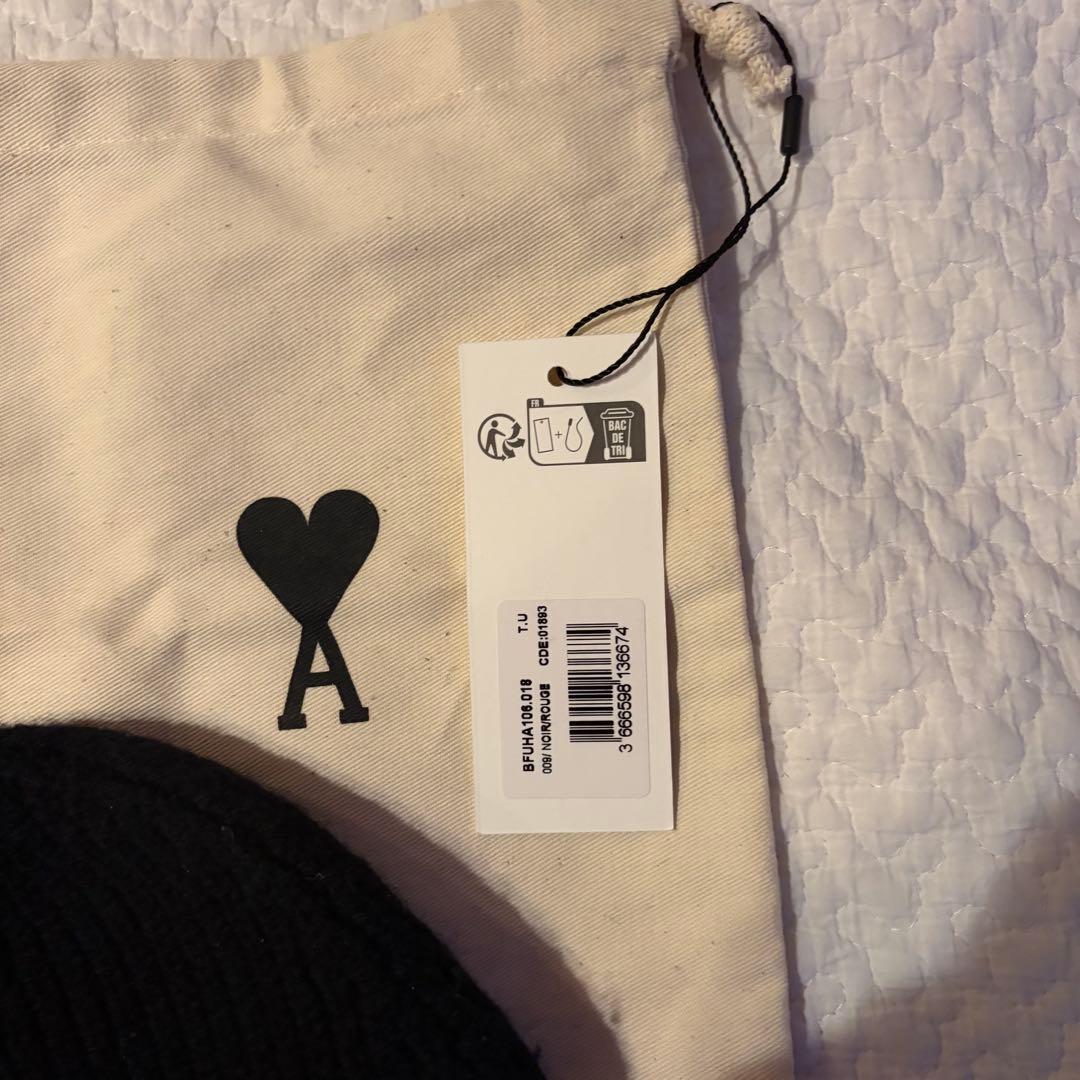 FR
BAC
DE
TRI
T.U
BFUHA106.018
CDE:01893
009/ NOIR/ROUGE
3 666598 136674
A